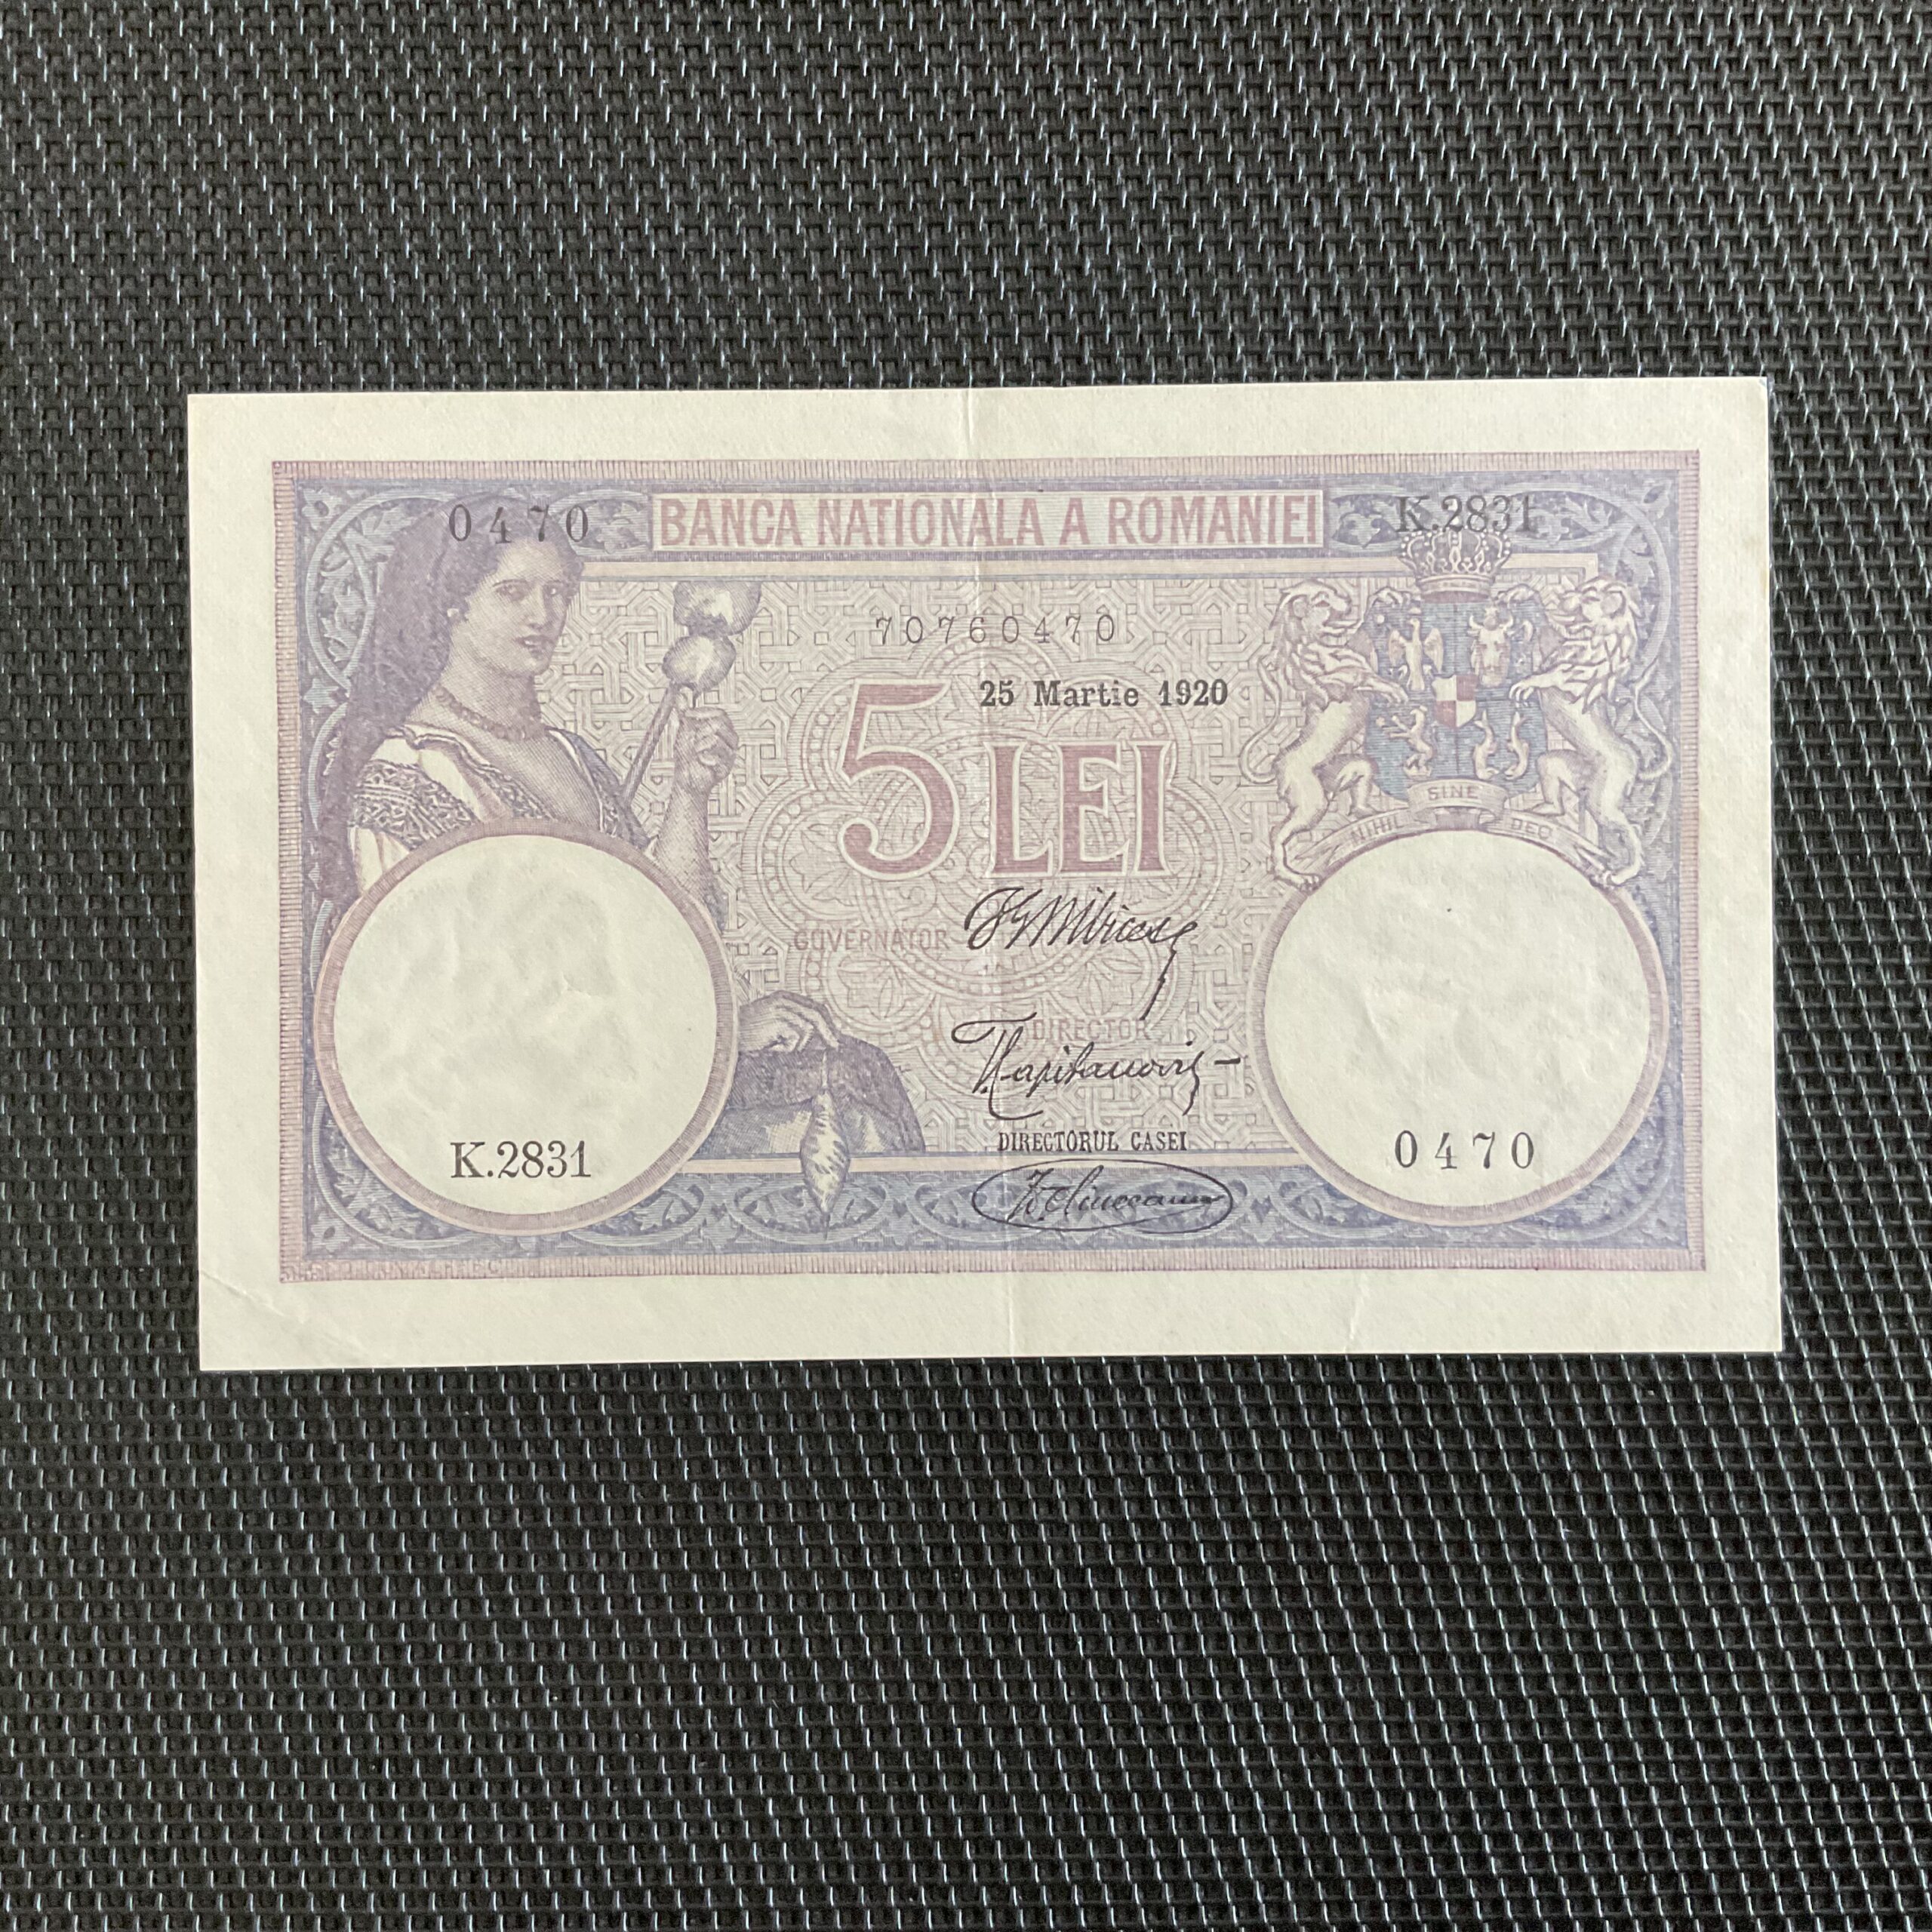 BANCA NATIONALA A ROMANIEI
0470
K.2831
70760470
25 Martie 1920
5 LEI
SINE
NIHIL DEO
GOVERNATOR
DIRECTOR
DIRECTORUL CASEI
K.2831
0470